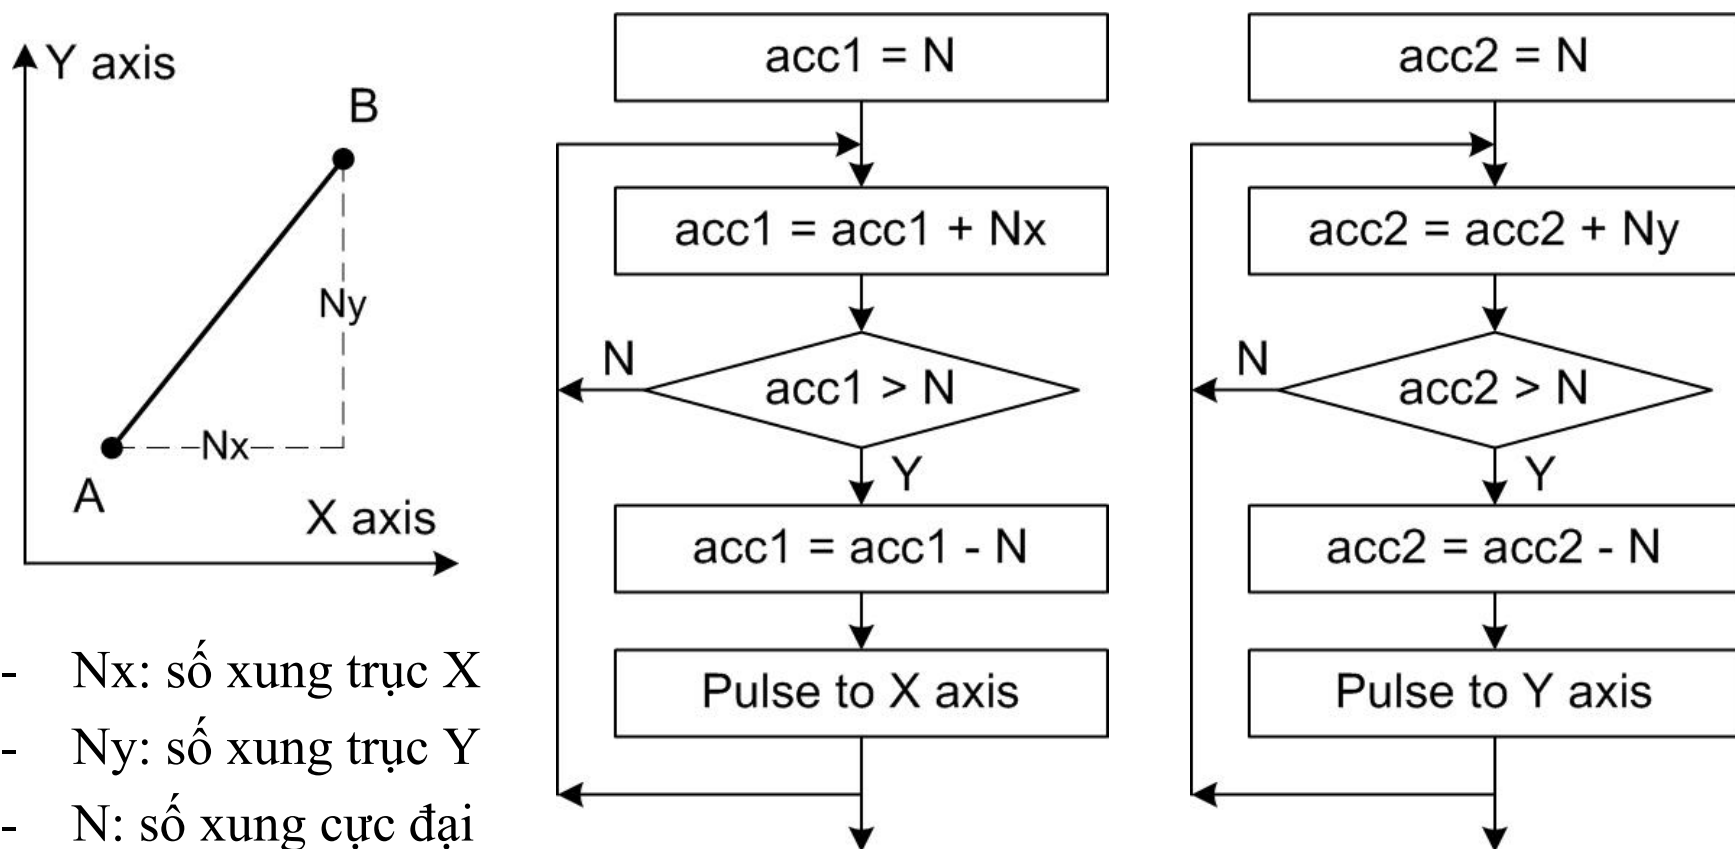 Y axis
B
Ny
Nx
A
X axis
- Nx: số xung trục X
- Ny: số xung trục Y
- N: số xung cực đại
acc1 = N
acc1 = acc1 + Nx
N
acc1 > N
Y
acc1 = acc1 - N
Pulse to X axis
acc2 = N
acc2 = acc2 + Ny
N
acc2 > N
Y
acc2 = acc2 - N
Pulse to Y axis